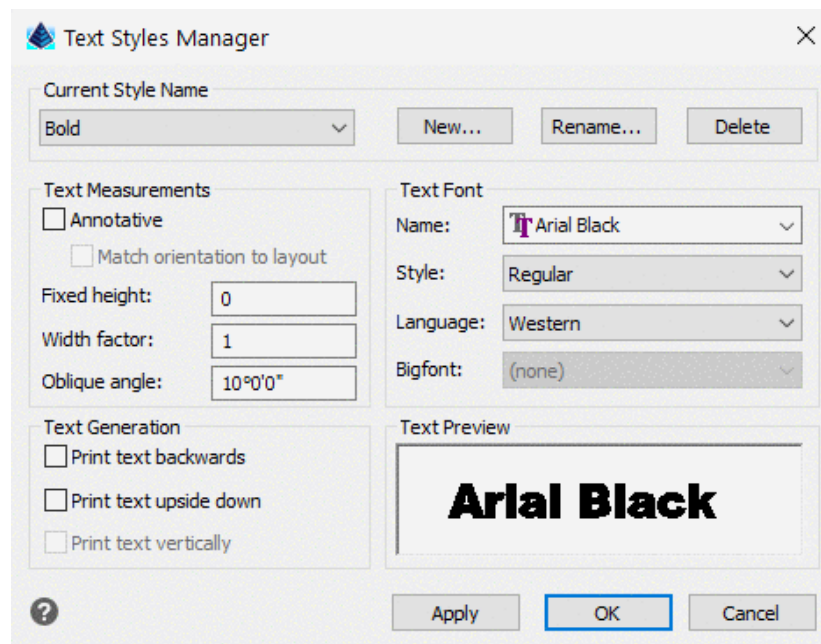 Text Styles Manager
Current Style Name
Bold
New...
Rename...
Delete
Text Measurements
Annotative
Match orientation to layout
Fixed height: 0
Width factor: 1
Oblique angle: 10°0'0"
Text Font
Name: Arial Black
Style: Regular
Language: Western
Bigfont: (none)
Text Generation
Print text backwards
Print text upside down
Print text vertically
Text Preview
Arial Black
Apply
OK
Cancel